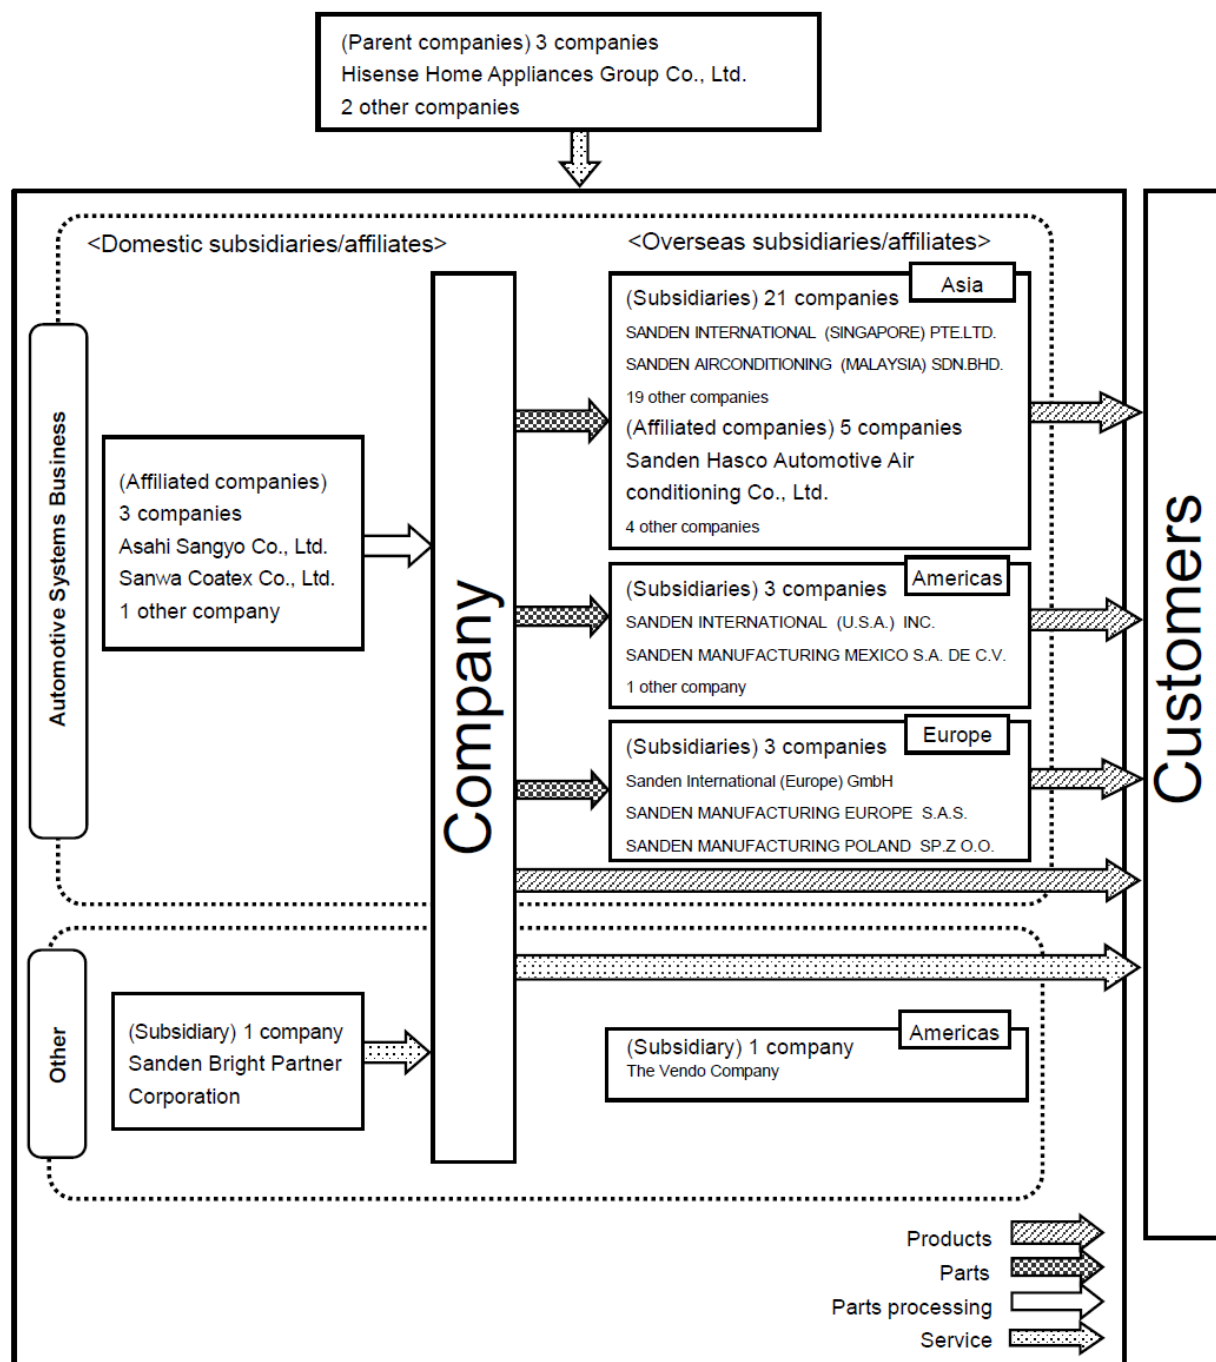 (Parent companies) 3 companies
Hisense Home Appliances Group Co., Ltd.
2 other companies
<Domestic subsidiaries/affiliates>
<Overseas subsidiaries/affiliates>
Automotive Systems Business
(Affiliated companies)
3 companies
Asahi Sangyo Co., Ltd.
Sanwa Coatex Co., Ltd.
1 other company
Company
Asia
(Subsidiaries) 21 companies
SANDEN INTERNATIONAL (SINGAPORE) PTE.LTD.
SANDEN AIRCONDITIONING (MALAYSIA) SDN.BHD.
19 other companies
(Affiliated companies) 5 companies
Sanden Hasco Automotive Air
conditioning Co., Ltd.
4 other companies
Americas
(Subsidiaries) 3 companies
SANDEN INTERNATIONAL (U.S.A.) INC.
SANDEN MANUFACTURING MEXICO S.A. DE C.V.
1 other company
Europe
(Subsidiaries) 3 companies
Sanden International (Europe) GmbH
SANDEN MANUFACTURING EUROPE S.A.S.
SANDEN MANUFACTURING POLAND SP.Z O.O.
Customers
Other
(Subsidiary) 1 company
Sanden Bright Partner
Corporation
Americas
(Subsidiary) 1 company
The Vendo Company
Products
Parts
Parts processing
Service